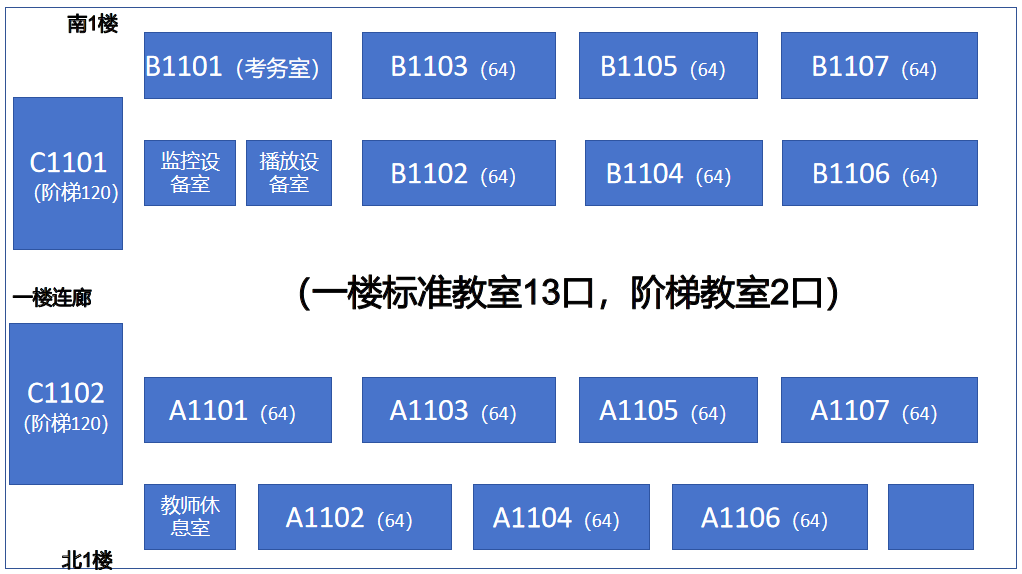 南1楼
B1101（考务室）
B1103（64）
B1105（64）
B1107（64）
C1101
（阶梯120）
监控设
备室
播放设
备室
B1102（64）
B1104（64）
B1106（64）
一楼连廊
（一楼标准教室13口，阶梯教室2口）
C1102
（阶梯120）
A1101（64）
A1103（64）
A1105（64）
A1107（64）
教师休
息室
A1102（64）
A1104（64）
A1106（64）
北1楼